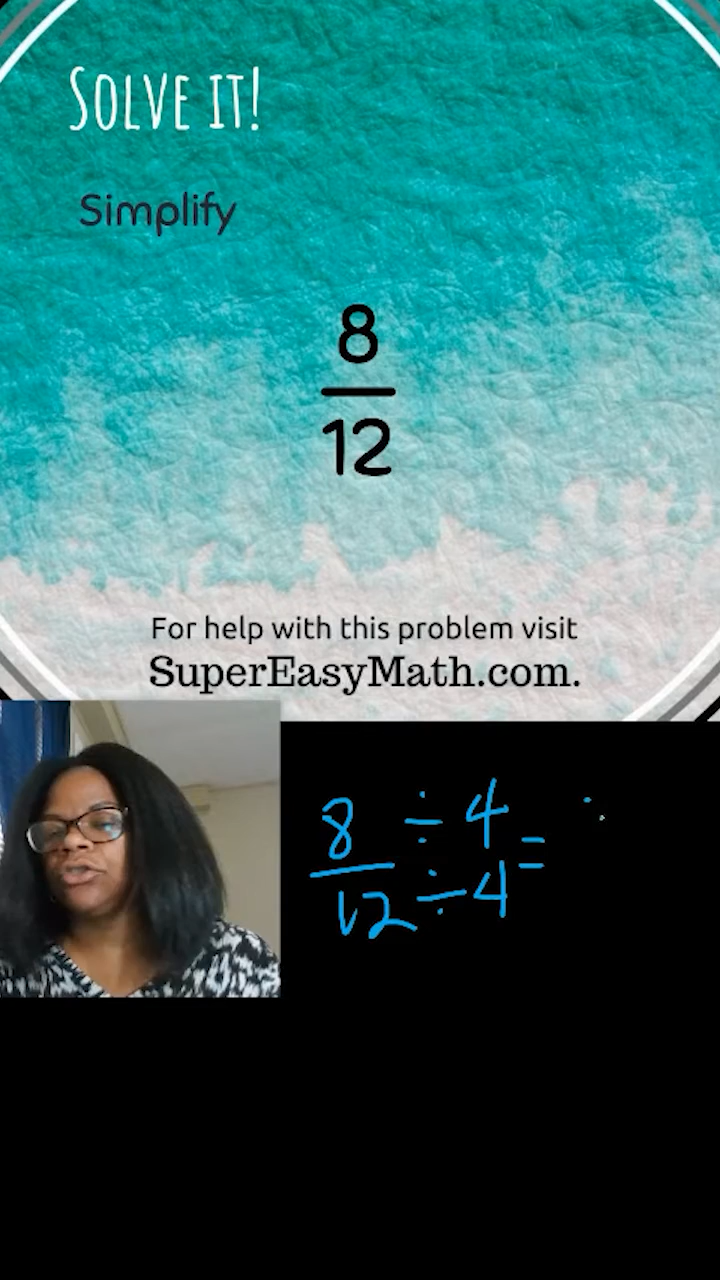 SOLVE IT!
Simplify
8
12
For help with this problem visit
SuperEasyMath.com.
8 ÷ 4
=
12 ÷ 4